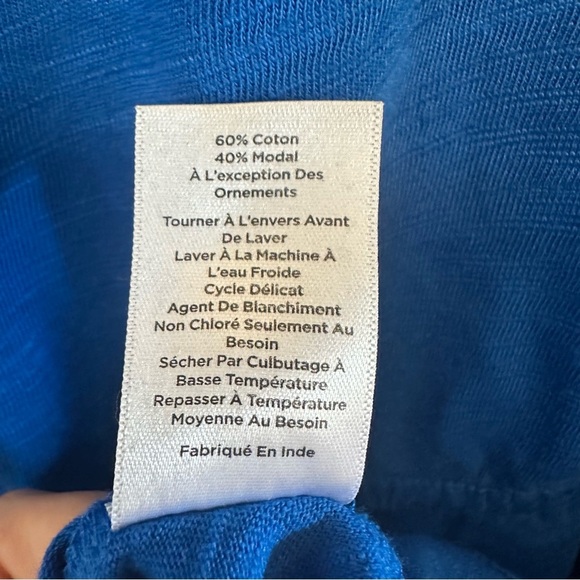 60% Coton
40% Modal
À L'exception Des
Ornements
Tourner À L'envers Avant
De Laver
Laver À La Machine À
L'eau Froide
Cycle Délicat
Agent De Blanchiment
Non Chloré Seulement Au
Besoin
Sécher Par Culbutage À
Basse Température
Repasser À Température
Moyenne Au Besoin
Fabriqué En Inde